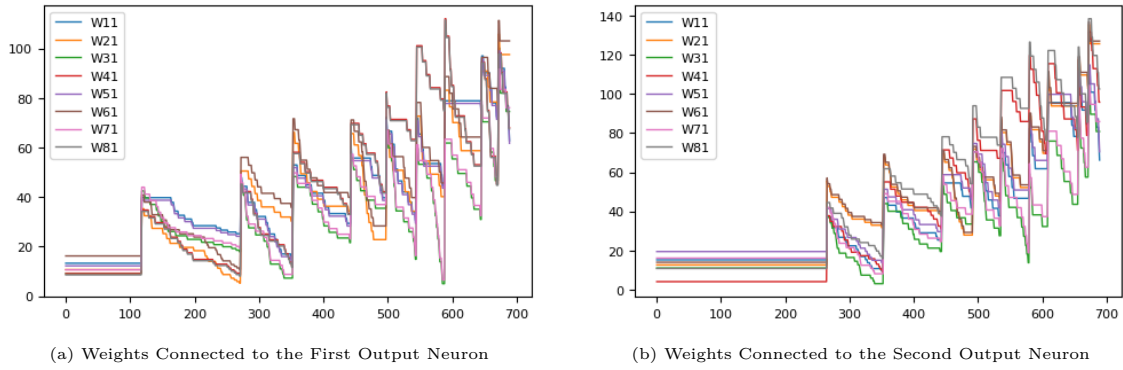 W11
W21
W31
W41
W51
W61
W71
W81
100
80
60
40
20
0
0 100 200 300 400 500 600 700
(a) Weights Connected to the First Output Neuron
W11
W21
W31
W41
W51
W61
W71
W81
140
120
100
80
60
40
20
0
0 100 200 300 400 500 600 700
(b) Weights Connected to the Second Output Neuron